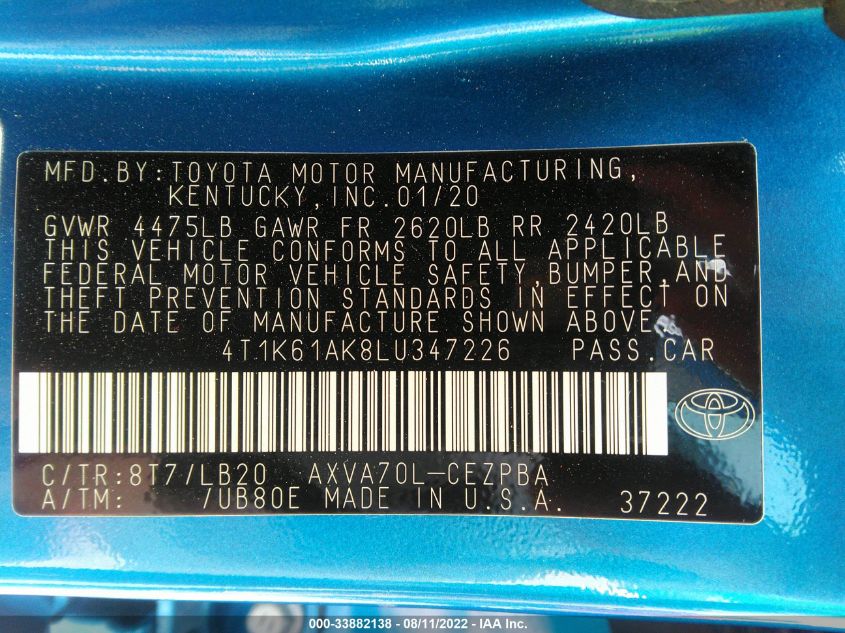 MFD.BY:TOYOTA MOTOR MANUFACTURING,
KENTUCKY,INC.01/20
GVWR 4475LB GAWR FR 2620LB RR 2420LB
THIS VEHICLE CONFORMS TO ALL APPLICABLE
FEDERAL MOTOR VEHICLE SAFETY,BUMPER,AND
THEFT PREVENTION STANDARDS IN EFFECT ON
THE DATE OF MANUFACTURE SHOWN ABOVE.
4T1K61AK8LU347226 PASS.CAR
C/TR:8T7/LB20 AXVA70L-CEZPBA
A/TM: /UB80E MADE IN U.S.A. 37222
000-33882138 - 08/11/2022 - IAA Inc.